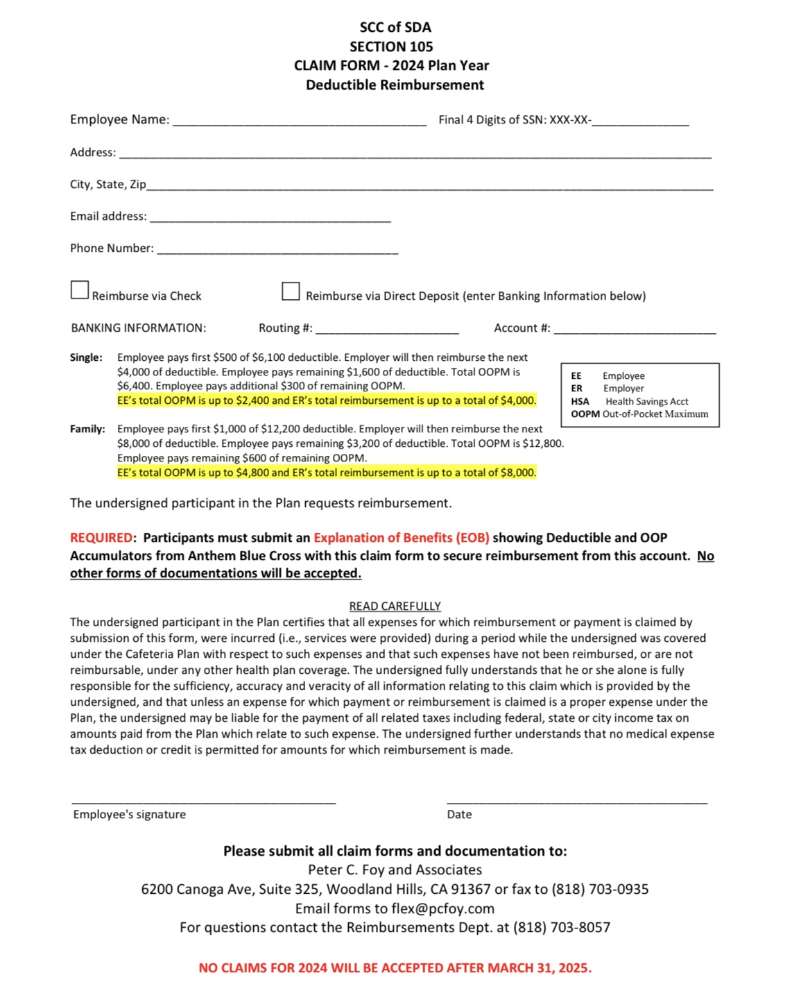 SCC of SDA
SECTION 105
CLAIM FORM - 2024 Plan Year
Deductible Reimbursement
Employee Name: ____________________ Final 4 Digits of SSN: XXX-XX-____________
Address: ____________________
City, State, Zip____________________
Email address: ____________________
Phone Number: ____________________
Reimburse via Check Reimburse via Direct Deposit (enter Banking Information below)
BANKING INFORMATION: Routing #: ____________________ Account #: ____________________
Single: Employee pays first $500 of $6,100 deductible. Employer will then reimburse the next
$4,000 of deductible. Employee pays remaining $1,600 of deductible. Total OOPM is
$6,400. Employee pays additional $300 of remaining OOPM.
EE's total OOPM is up to $2,400 and ER's total reimbursement is up to a total of $4,000.
EE Employee
ER Employer
HSA Health Savings Acct
OOPM Out-of-Pocket Maximum
Family: Employee pays first $1,000 of $12,200 deductible. Employer will then reimburse the next
$8,000 of deductible. Employee pays remaining $3,200 of deductible. Total OOPM is $12,800.
Employee pays remaining $600 of remaining OOPM.
EE's total OOPM is up to $4,800 and ER's total reimbursement is up to a total of $8,000.
The undersigned participant in the Plan requests reimbursement.
REQUIRED: Participants must submit an Explanation of Benefits (EOB) showing Deductible and OOP
Accumulators from Anthem Blue Cross with this claim form to secure reimbursement from this account. No
other forms of documentations will be accepted.
READ CAREFULLY
The undersigned participant in the Plan certifies that all expenses for which reimbursement or payment is claimed by
submission of this form, were incurred (i.e., services were provided) during a period while the undersigned was covered
under the Cafeteria Plan with respect to such expenses and that such expenses have not been reimbursed, or are not
reimbursable, under any other health plan coverage. The undersigned fully understands that he or she alone is fully
responsible for the sufficiency, accuracy and veracity of all information relating to this claim which is provided by the
undersigned, and that unless an expense for which payment or reimbursement is claimed is a proper expense under the
Plan, the undersigned may be liable for the payment of all related taxes including federal, state or city income tax on
amounts paid from the Plan which relate to such expense. The undersigned further understands that no medical expense
tax deduction or credit is permitted for amounts for which reimbursement is made.
Employee's signature Date
Please submit all claim forms and documentation to:
Peter C. Foy and Associates
6200 Canoga Ave, Suite 325, Woodland Hills, CA 91367 or fax to (818) 703-0935
Email forms to flex@pcfoy.com
For questions contact the Reimbursements Dept. at (818) 703-8057
NO CLAIMS FOR 2024 WILL BE ACCEPTED AFTER MARCH 31, 2025.